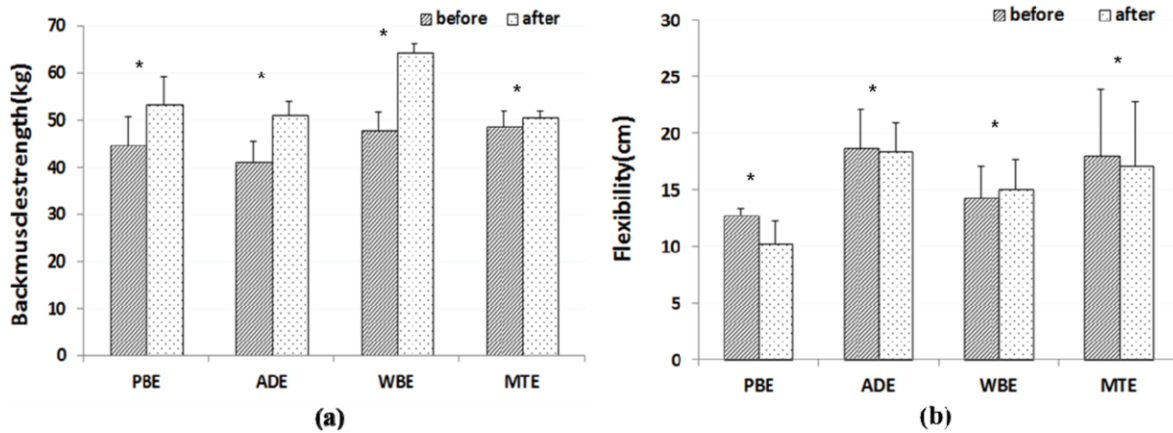 before after
70
60
50
40
30
20
10
0
Backmusdestrength(kg)
*
*
*
*
PBE ADE WBE MTE
(a)
before after
30
25
20
15
10
5
0
Flexibility(cm)
*
*
*
*
PBE ADE WBE MTE
(b)